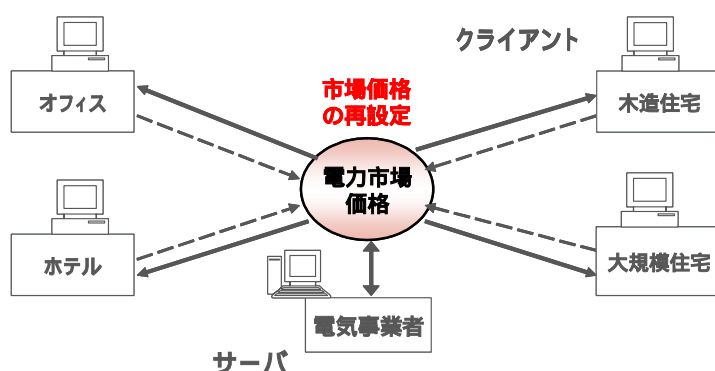 クライアント
オフィス
市場価格
の再設定
木造住宅
電力市場
価格
ホテル
大規模住宅
電気事業者
サーバ